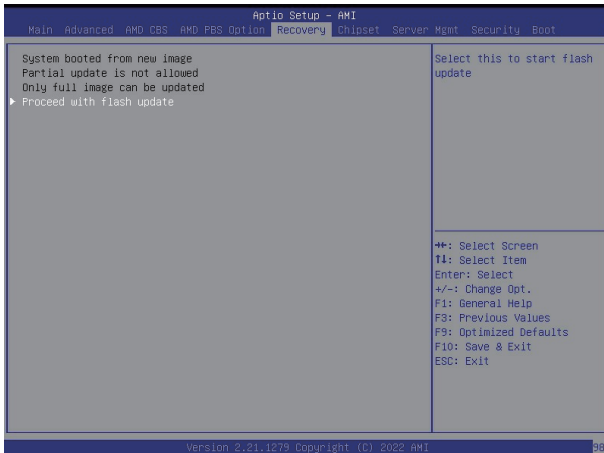 Aptio Setup - AMI
Main Advanced AMD CBS AMD PBS Option Recovery Chipset Server Mgmt Security Boot
System booted from new image
Partial update is not allowed
Only full image can be updated
Proceed with flash update
Select this to start flash
update
→←: Select Screen
↑↓: Select Item
Enter: Select
+/-: Change Opt.
F1: General Help
F3: Previous Values
F9: Optimized Defaults
F10: Save & Exit
ESC: Exit
Version 2.21.1279 Copyright (C) 2022 AMI
98